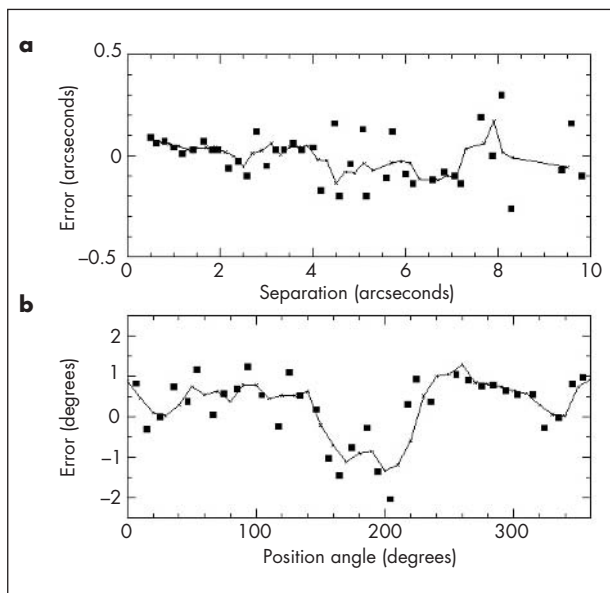 a
0.5
0
−0.5
Error (arcseconds)
0 2 4 6 8 10
Separation (arcseconds)
b
2
1
0
−1
−2
Error (degrees)
0 100 200 300
Position angle (degrees)